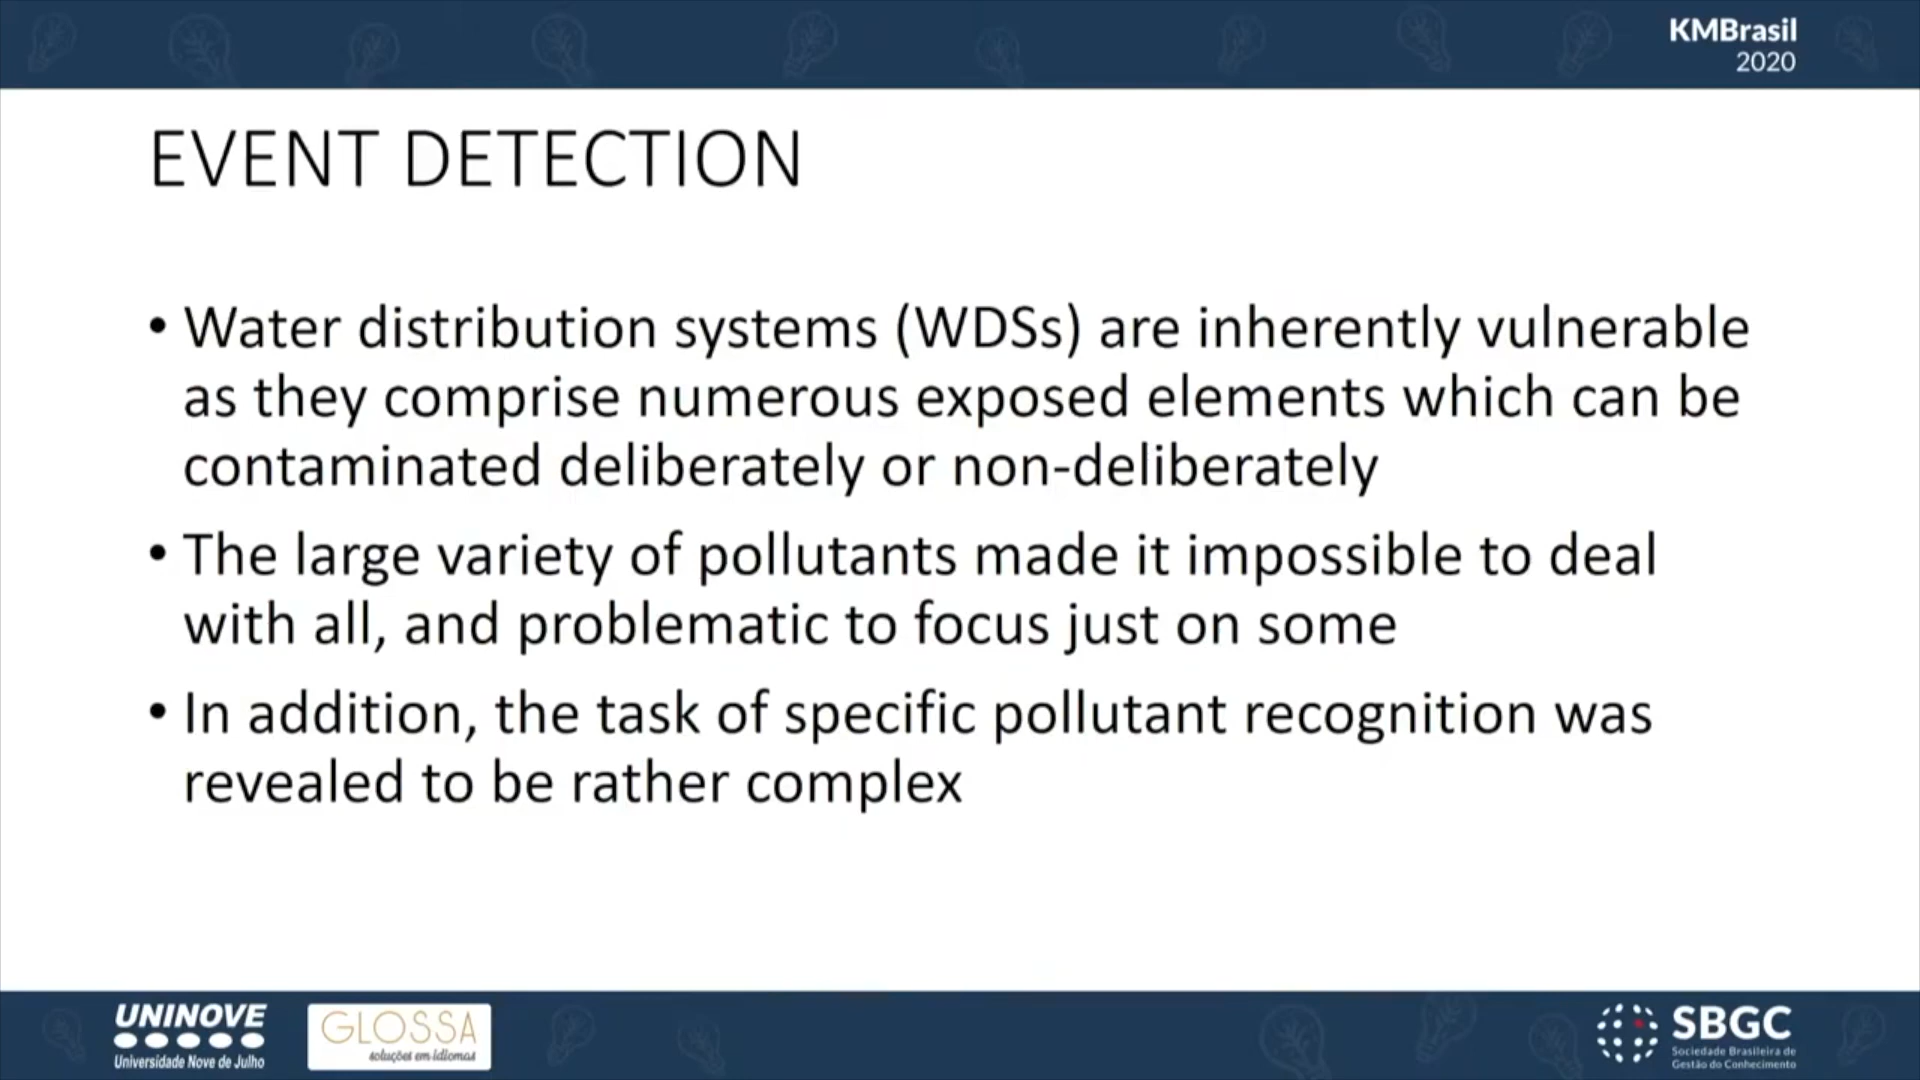 KMBrasil
2020
EVENT DETECTION
• Water distribution systems (WDSs) are inherently vulnerable
as they comprise numerous exposed elements which can be
contaminated deliberately or non-deliberately
• The large variety of pollutants made it impossible to deal
with all, and problematic to focus just on some
• In addition, the task of specific pollutant recognition was
revealed to be rather complex
UNINOVE
Universidade Nove de Julho
GLOSSA
soluções em idiomas
SBGC
Sociedade Brasileira de
Gestão do Conhecimento